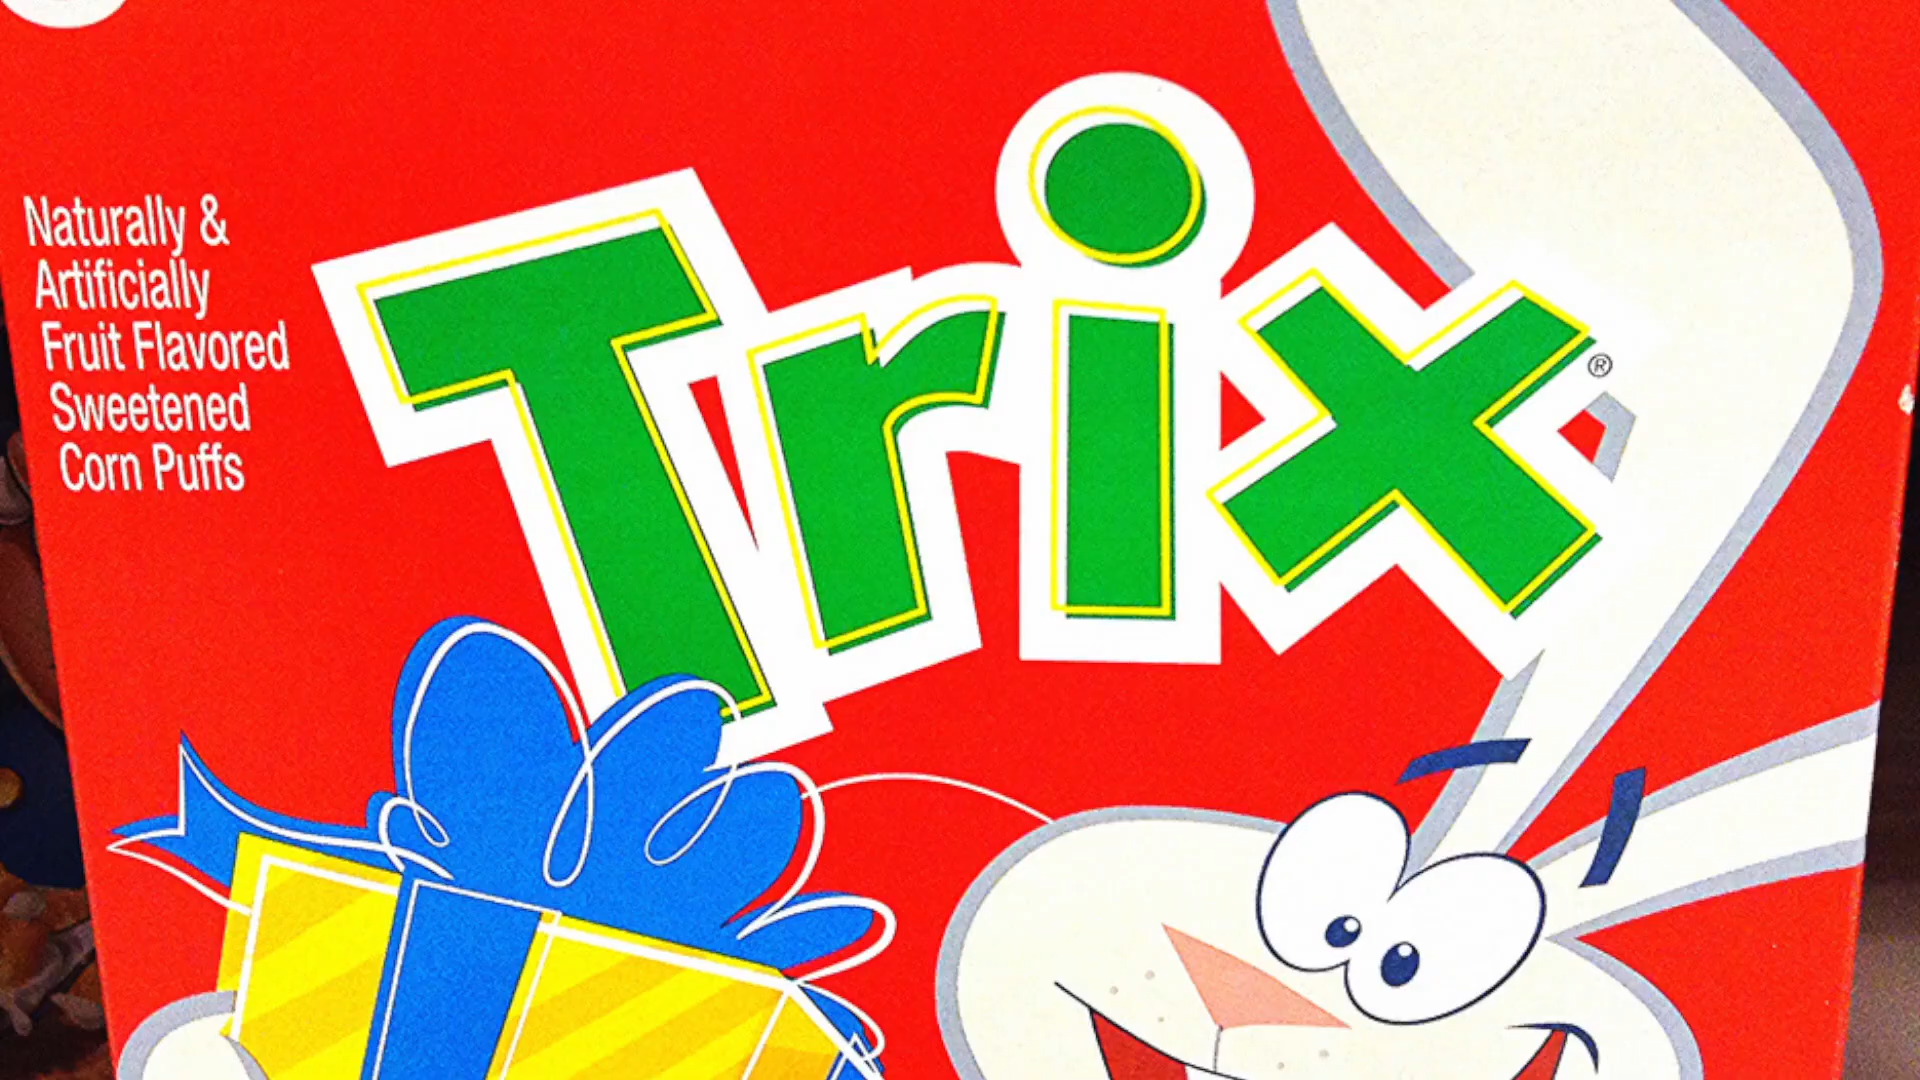 Trix®
Naturally &
Artificially
Fruit Flavored
Sweetened
Corn Puffs